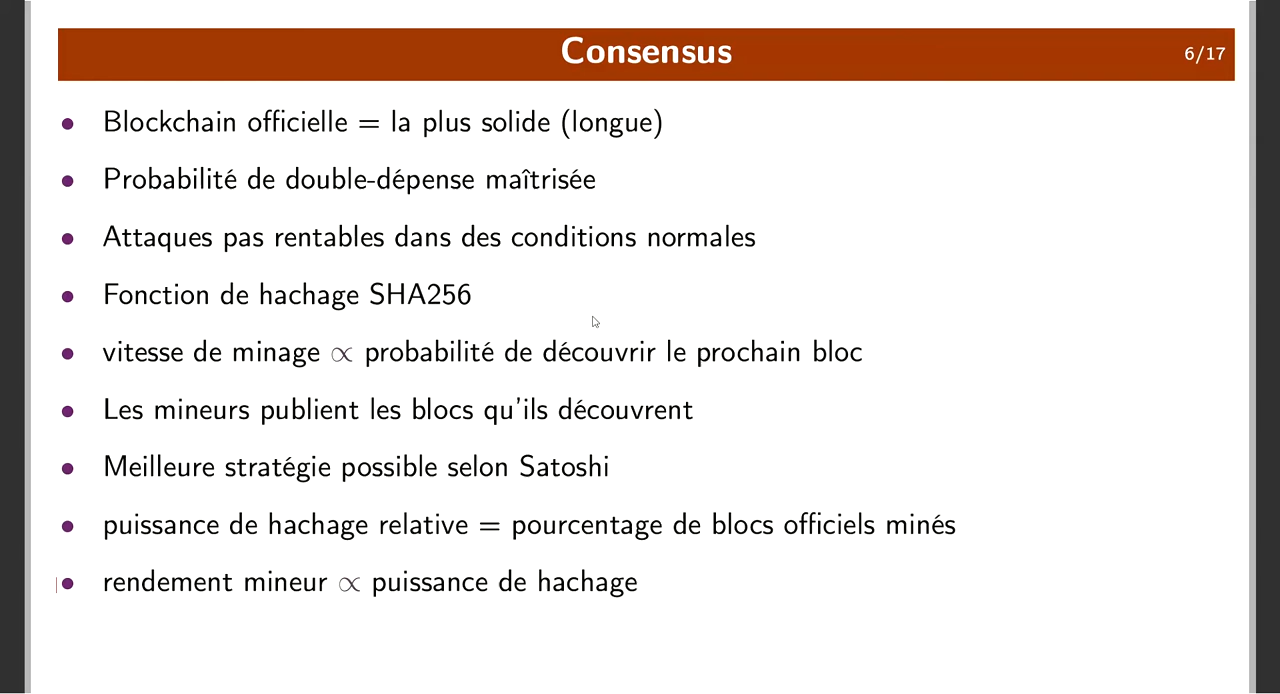 Consensus
6/17
• Blockchain officielle = la plus solide (longue)
• Probabilité de double-dépense maîtrisée
• Attaques pas rentables dans des conditions normales
• Fonction de hachage SHA256
• vitesse de minage ∝ probabilité de découvrir le prochain bloc
• Les mineurs publient les blocs qu'ils découvrent
• Meilleure stratégie possible selon Satoshi
• puissance de hachage relative = pourcentage de blocs officiels minés
• rendement mineur ∝ puissance de hachage